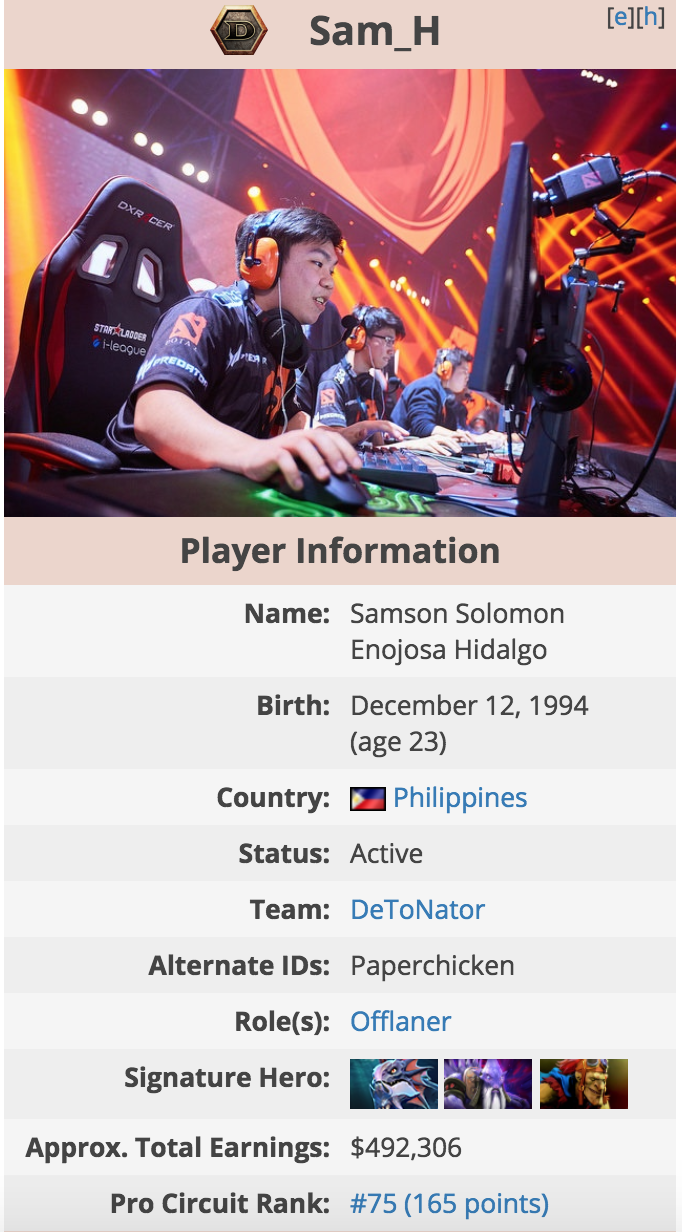 Sam_H
[e][h]
DXRACER
STARLADDER
i-league
DOTA 2
PREDATOR
Player Information
Name: Samson Solomon
Enojosa Hidalgo
Birth: December 12, 1994
(age 23)
Country: Philippines
Status: Active
Team: DeToNator
Alternate IDs: Paperchicken
Role(s): Offlaner
Signature Hero:
Approx. Total Earnings: $492,306
Pro Circuit Rank: #75 (165 points)